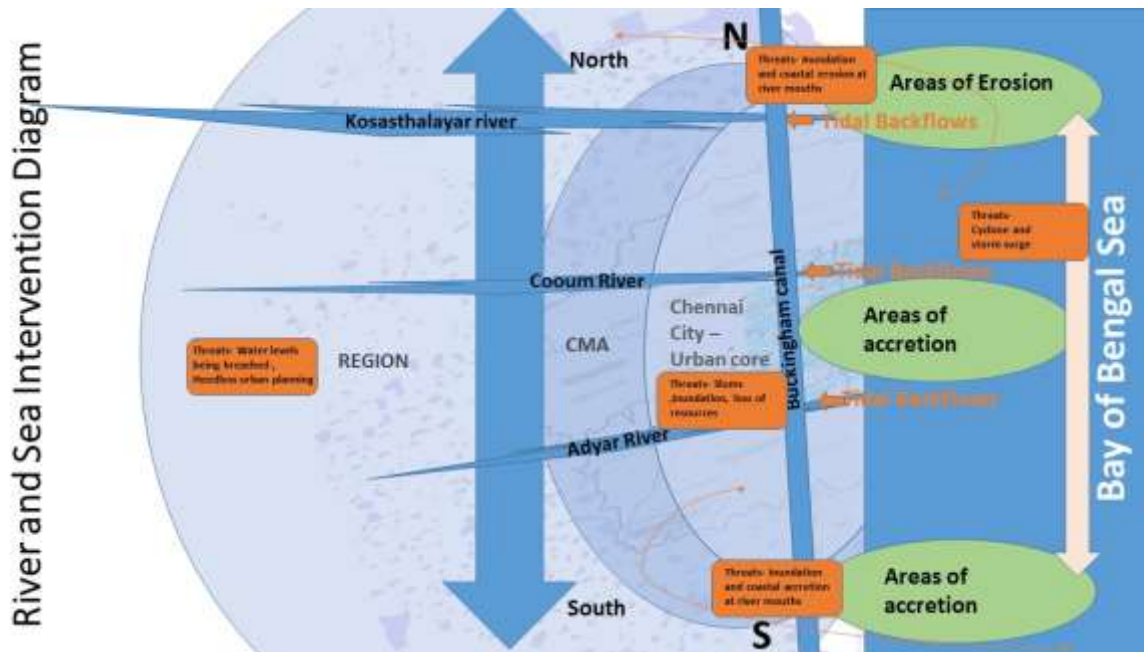 River and Sea Intervention Diagram
N
North
Threats- Inundation
and coastal erosion at
river mouths
Areas of Erosion
Kosasthalayar river
Tidal Backflows
Threats-
Cyclone and
storm surge
Bay of Bengal Sea
Tidal Backflows
Cooum River
Buckingham canal
Chennai
City –
Urban core
Areas of
accretion
CMA
REGION
Threats- Water levels
being breached ,
Heedless urban planning
Threats- Slums
,Inundation, loss of
resources
Tidal Backflows
Adyar River
Threats- Inundation
and coastal accretion
at river mouths
Areas of
accretion
South
S